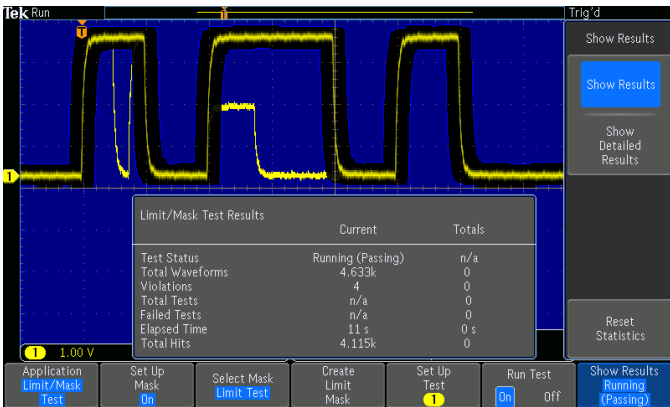 Tek Run
Trig'd
T
T
1
Show Results
Show Results
Show
Detailed
Results
Limit/Mask Test Results
Current Totals
Test Status Running (Passing) n/a
Total Waveforms 4.633k 0
Violations 4 0
Total Tests n/a 0
Failed Tests n/a 0
Elapsed Time 11 s 0 s
Total Hits 4.115k 0
Reset
Statistics
1 1.00 V
Application
Limit/Mask
Test
Set Up
Mask
On
Select Mask
Limit Test
Create
Limit
Mask
Set Up
Test
1
Run Test
On Off
Show Results
Running
(Passing)